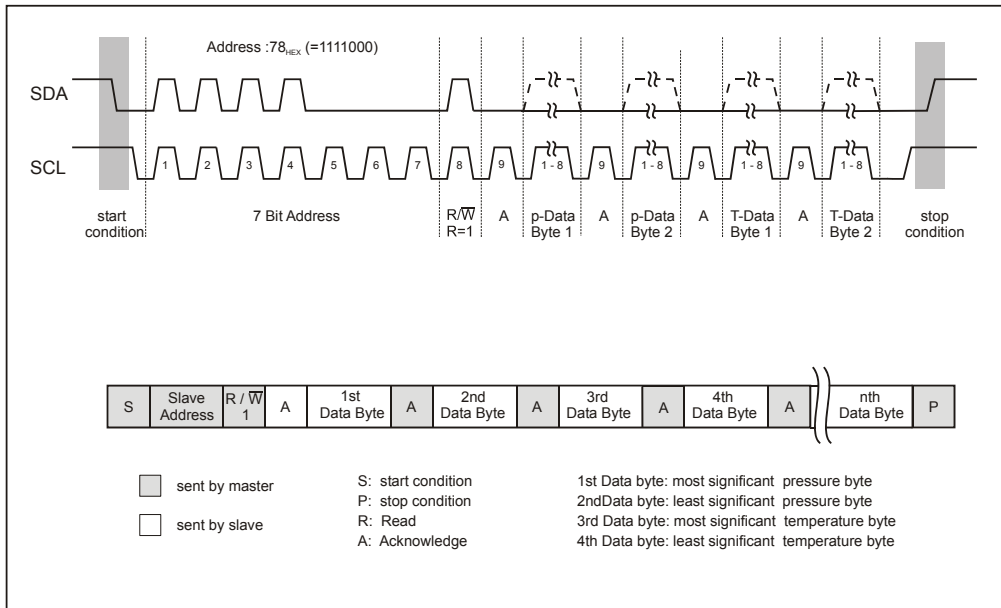 Address :78HEX (=1111000)
SDA
SCL
1 2 3 4 5 6 7 8 9 1 - 8 9 1 - 8 9 1 - 8 9 1 - 8
start
condition
7 Bit Address
R/W̅
R=1
A
p-Data
Byte 1
A
p-Data
Byte 2
A
T-Data
Byte 1
A
T-Data
Byte 2
stop
condition
S
Slave
Address
R / W̅
1
A
1st
Data Byte
A
2nd
Data Byte
A
3rd
Data Byte
A
4th
Data Byte
A
nth
Data Byte
P
sent by master
sent by slave
S: start condition
P: stop condition
R: Read
A: Acknowledge
1st Data byte: most significant pressure byte
2ndData byte: least significant pressure byte
3rd Data byte: most significant temperature byte
4th Data byte: least significant temperature byte